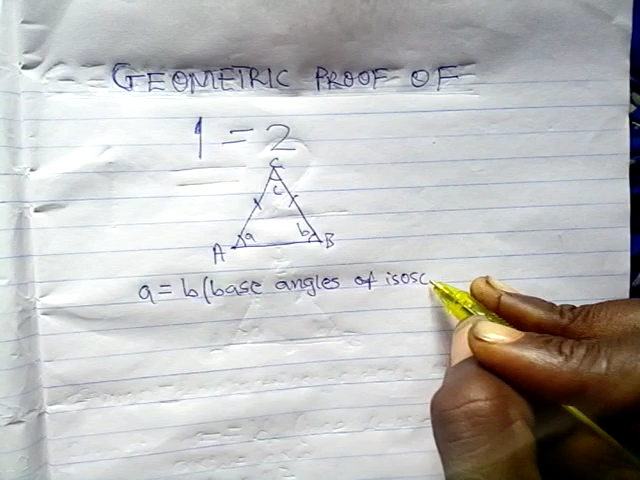 GEOMETRIC PROOF OF
1 = 2
C
c
a b
A B
a = b (base angles of isosc